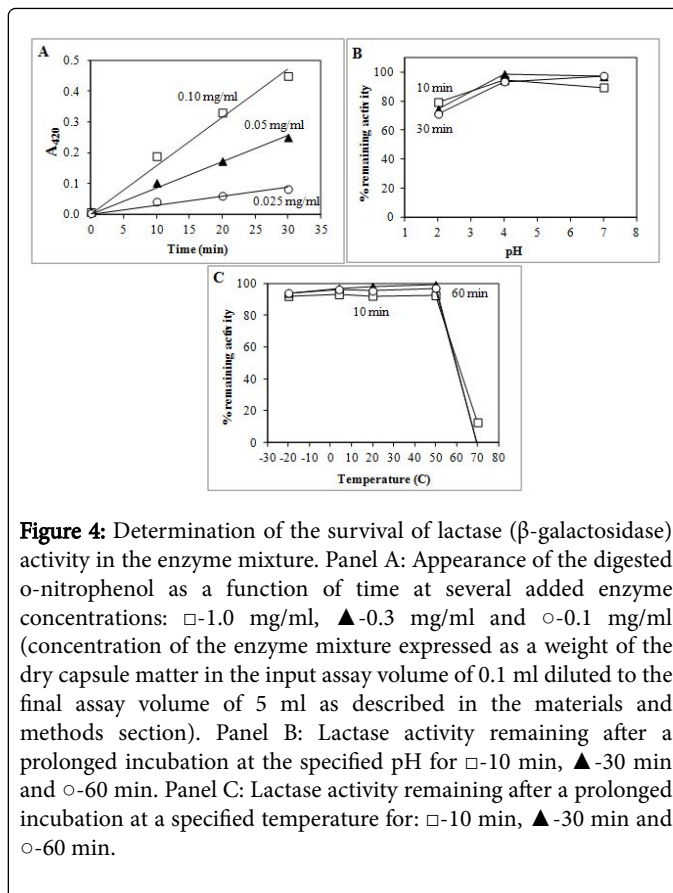 A
0.5
0.4
0.3
0.2
0.1
0.0
A420
0.10 mg/ml
0.05 mg/ml
0.025 mg/ml
0 5 10 15 20 25 30 35
Time (min)
B
100
80
60
40
20
0
% remaining activity
10 min
30 min
1 2 3 4 5 6 7 8
pH
C
100
80
60
40
20
0
% remaining activity
60 min
10 min
-30 -20 -10 0 10 20 30 40 50 60 70 80
Temperature (C)
Figure 4: Determination of the survival of lactase (β-galactosidase)
activity in the enzyme mixture. Panel A: Appearance of the digested
o-nitrophenol as a function of time at several added enzyme
concentrations: □-1.0 mg/ml, ▲-0.3 mg/ml and ○-0.1 mg/ml
(concentration of the enzyme mixture expressed as a weight of the
dry capsule matter in the input assay volume of 0.1 ml diluted to the
final assay volume of 5 ml as described in the materials and
methods section). Panel B: Lactase activity remaining after a
prolonged incubation at the specified pH for □-10 min, ▲-30 min
and ○-60 min. Panel C: Lactase activity remaining after a prolonged
incubation at a specified temperature for: □-10 min, ▲-30 min and
○-60 min.